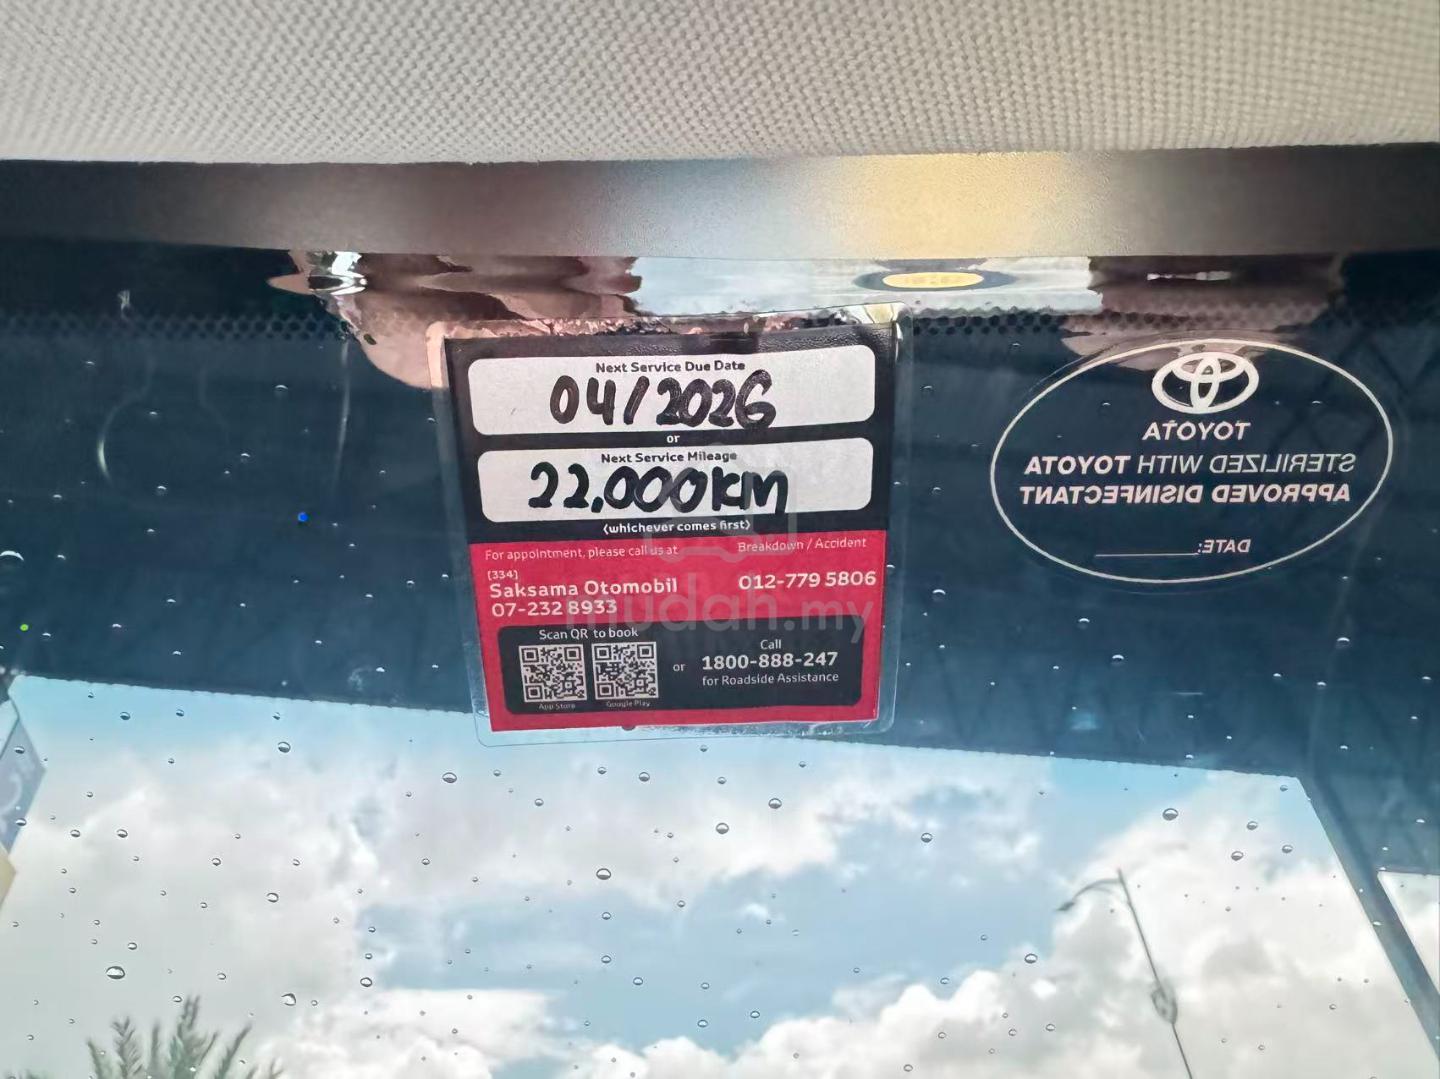 Next Service Due Date
04/2026
or
Next Service Mileage
22,000KM
(whichever comes first)
For appointment, please call us at
Breakdown / Accident
[334]
Saksama Otomobil
012-779 5806
07-232 8933
Scan QR to book
App Store
Google Play
or
Call
1800-888-247
for Roadside Assistance
mudah.my
TOYOTA
STERILIZED WITH TOYOTA
APPROVED DISINFECTANT
DATE: